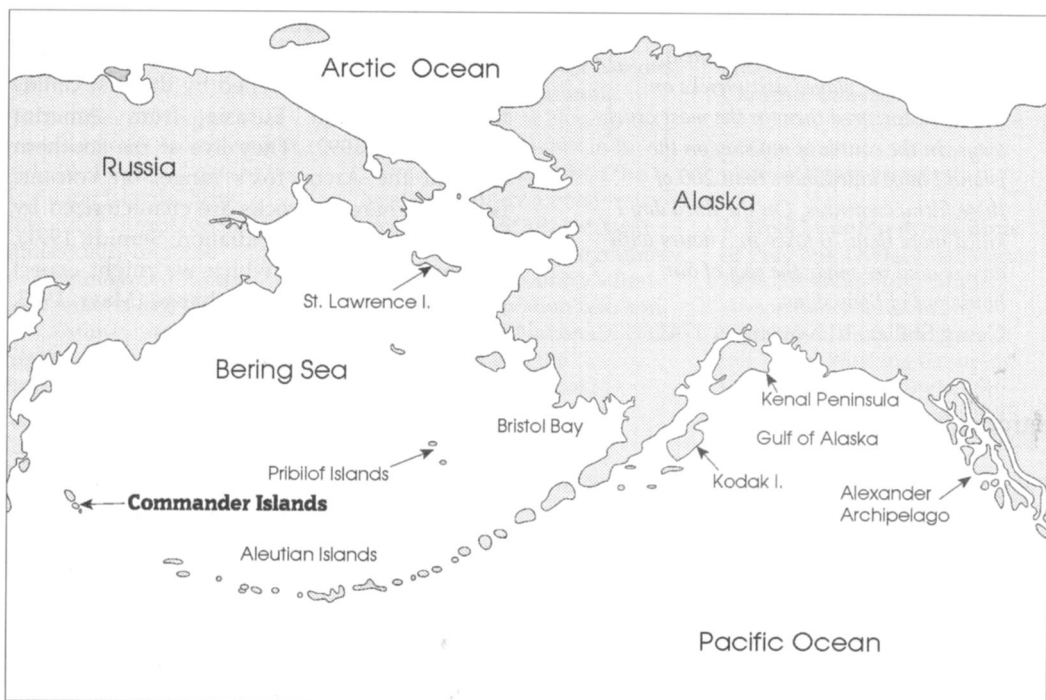 Arctic Ocean
Russia
Alaska
St. Lawrence I.
Bering Sea
Kenal Peninsula
Bristol Bay
Gulf of Alaska
Pribilof Islands
Kodak I.
Commander Islands
Alexander
Archipelago
Aleutian Islands
Pacific Ocean